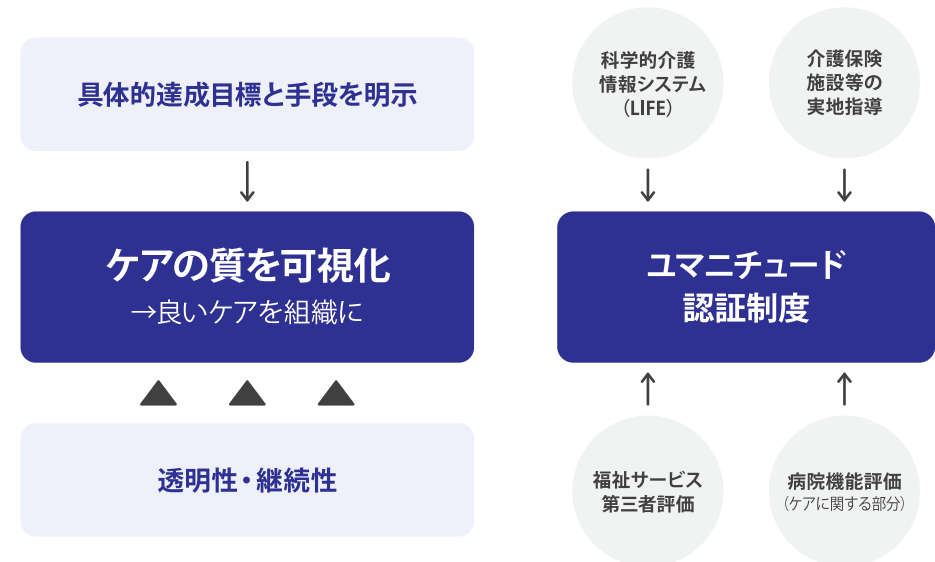 具体的達成目標と手段を明示
ケアの質を可視化
→良いケアを組織に
透明性・継続性
科学的介護
情報システム
（LIFE）
介護保険
施設等の
実地指導
ユマニチュード
認証制度
福祉サービス
第三者評価
病院機能評価
（ケアに関する部分）